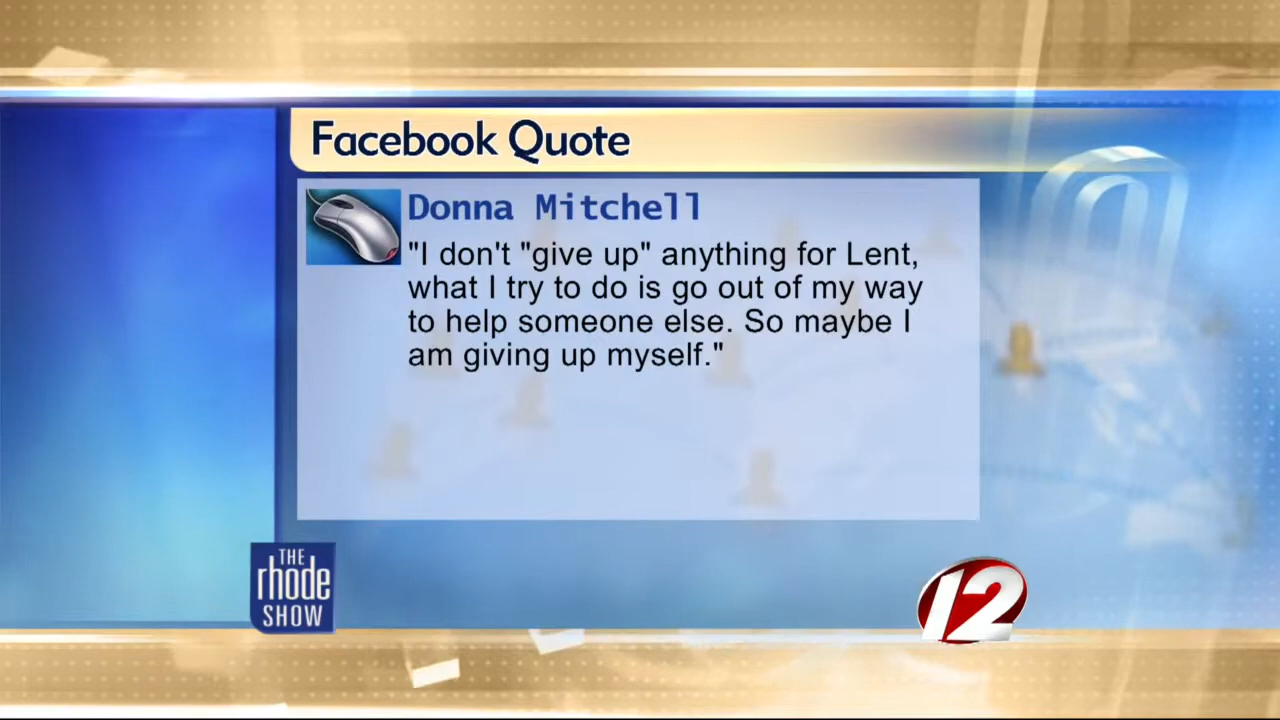 Facebook Quote
Donna Mitchell
"I don't "give up" anything for Lent,
what I try to do is go out of my way
to help someone else. So maybe I
am giving up myself."
THE
rhode
SHOW
12